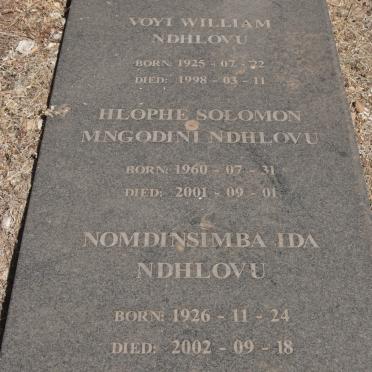 VOYI WILLIAM
NDHLOVU
BORN: 1925 - 07 - 22
DIED: 1998 - 03 - 11
HLOPHE SOLOMON
MNGODINI NDHLOVU
BORN: 1960 - 07 - 31
DIED: 2001 - 09 - 01
NOMDINSIMBA IDA
NDHLOVU
BORN: 1926 - 11 - 24
DIED: 2002 - 09 - 18